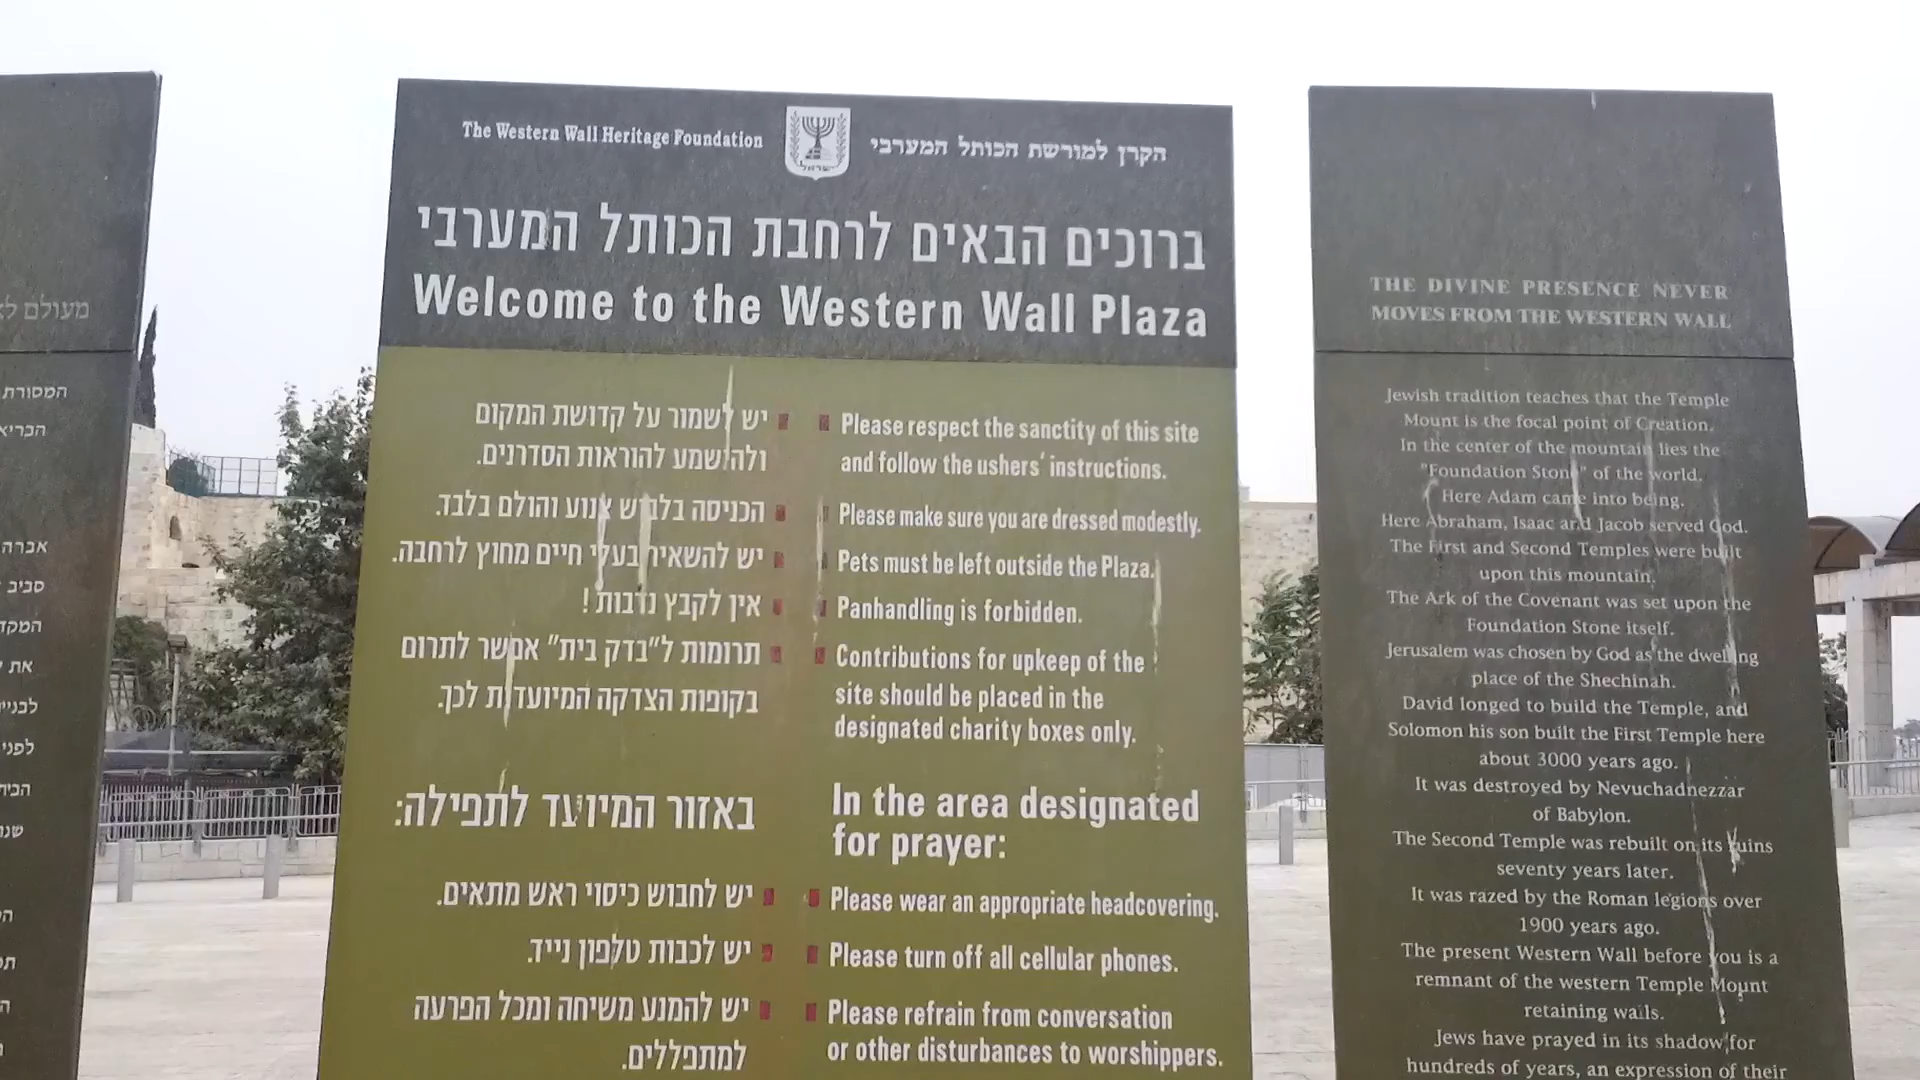 מעולם לא
המסורת
אברה
סביב
המקד
את
לבניי
לפני
The Western Wall Heritage Foundation
הקרן למורשת הכותל המערבי
ישראל
ברוכים הבאים לרחבת הכותל המערבי
Welcome to the Western Wall Plaza
יש לשמור על קדושת המקום
ולהשמע להוראות הסדרנים.
הכניסה בלבוש צנוע והולם בלבד.
יש להשאיר בעלי חיים מחוץ לרחבה.
אין לקבץ נדבות!
תרומות ל"בדק בית" אפשר לתרום
בקופות הצדקה המיועדות לכך.
באזור המיועד לתפילה:
יש לחבוש כיסוי ראש מתאים.
יש לכבות טלפון נייד.
יש להמנע משיחה ומכל הפרעה
למתפללים.
Please respect the sanctity of this site
and follow the ushers' instructions.
Please make sure you are dressed modestly.
Pets must be left outside the Plaza.
Panhandling is forbidden.
Contributions for upkeep of the
site should be placed in the
designated charity boxes only.
In the area designated
for prayer:
Please wear an appropriate headcovering.
Please turn off all cellular phones.
Please refrain from conversation
or other disturbances to worshippers.
THE DIVINE PRESENCE NEVER
MOVES FROM THE WESTERN WALL
Jewish tradition teaches that the Temple
Mount is the focal point of Creation.
In the center of the mountain lies the
"Foundation Stone" of the world.
Here Adam came into being.
Here Abraham, Isaac and Jacob served God.
The First and Second Temples were built
upon this mountain.
The Ark of the Covenant was set upon the
Foundation Stone itself.
Jerusalem was chosen by God as the dwelling
place of the Shechinah.
David longed to build the Temple, and
Solomon his son built the First Temple here
about 3000 years ago.
It was destroyed by Nevuchadnezzar
of Babylon.
The Second Temple was rebuilt on its ruins
seventy years later.
It was razed by the Roman legions over
1900 years ago.
The present Western Wall before you is a
remnant of the western Temple Mount
retaining walls.
Jews have prayed in its shadow for
hundreds of years, an expression of their